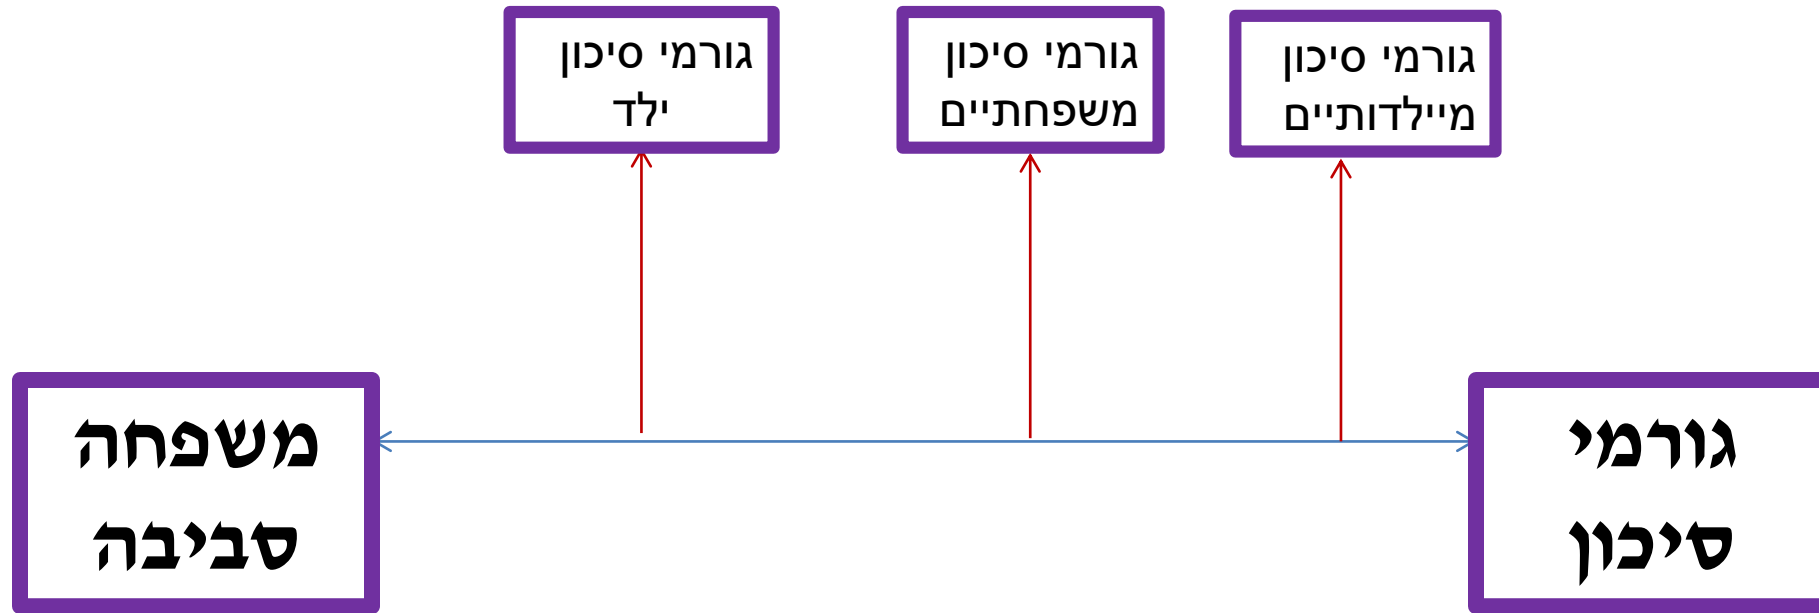 גורמי סיכון
מיילדותיים
גורמי סיכון
משפחתיים
גורמי סיכון
ילד
גורמי
סיכון
משפחה
סביבה